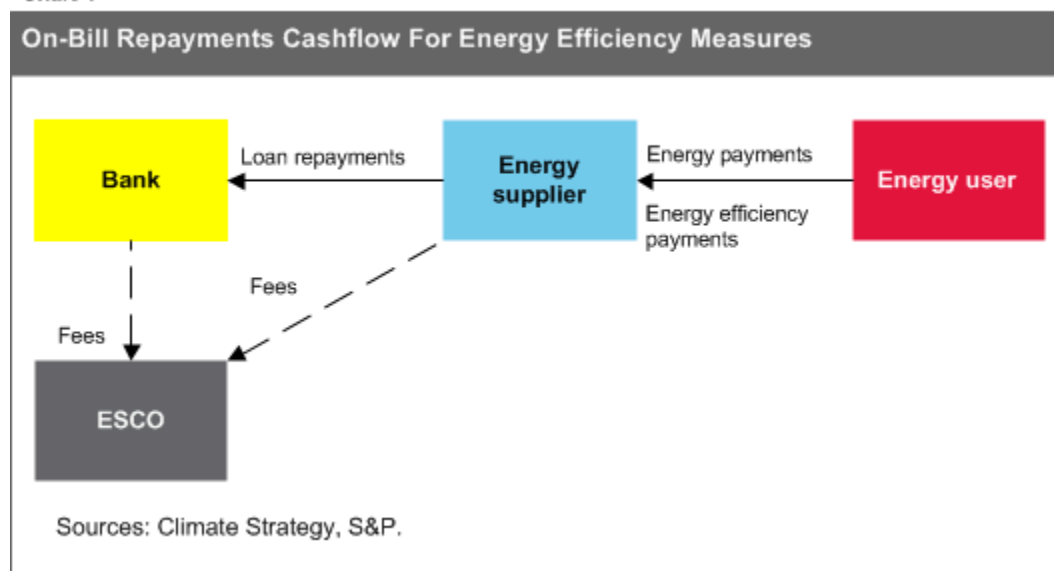 On-Bill Repayments Cashflow For Energy Efficiency Measures
Bank
Loan repayments
Energy
supplier
Energy payments
Energy efficiency
payments
Energy user
Fees
Fees
ESCO
Sources: Climate Strategy, S&P.